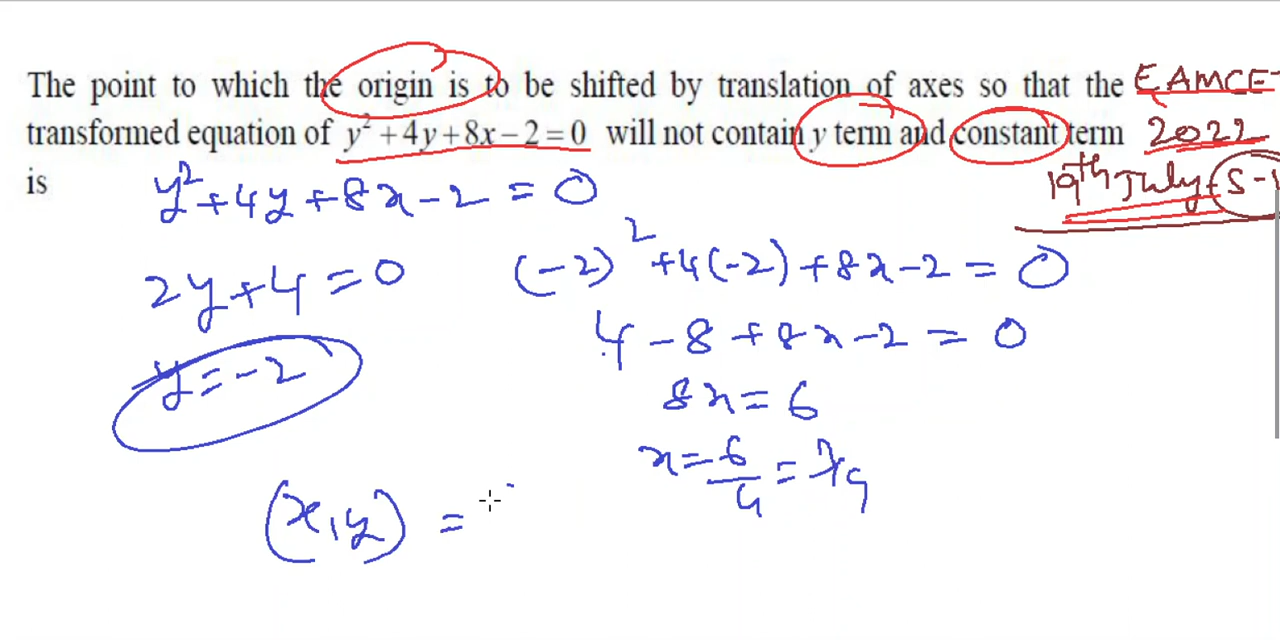 The point to which the origin is to be shifted by translation of axes so that the EAMCET
transformed equation of y² + 4y + 8x − 2 = 0 will not contain y term and constant term 2022
is
19th July (S-1
y² + 4y + 8x − 2 = 0
2y + 4 = 0
(−2)² + 4(−2) + 8x − 2 = 0
4 − 8 + 8x − 2 = 0
y = −2
8x = 6
x = 6/4 =
(x, y) =